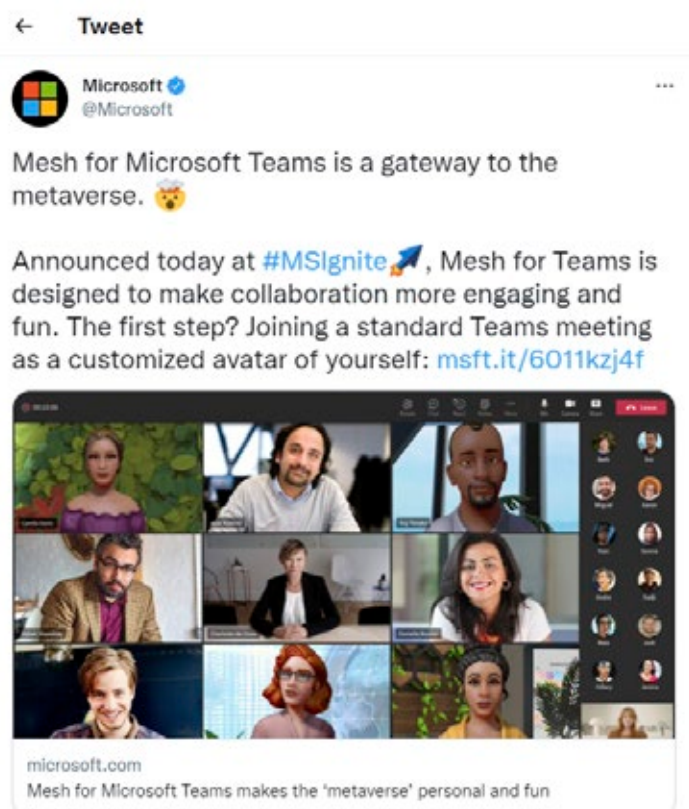 Tweet
Microsoft
@Microsoft
Mesh for Microsoft Teams is a gateway to the
metaverse. 🤯
Announced today at #MSIgnite, Mesh for Teams is
designed to make collaboration more engaging and
fun. The first step? Joining a standard Teams meeting
as a customized avatar of yourself: msft.it/6011kzj4f
Leave
microsoft.com
Mesh for Microsoft Teams makes the 'metaverse' personal and fun